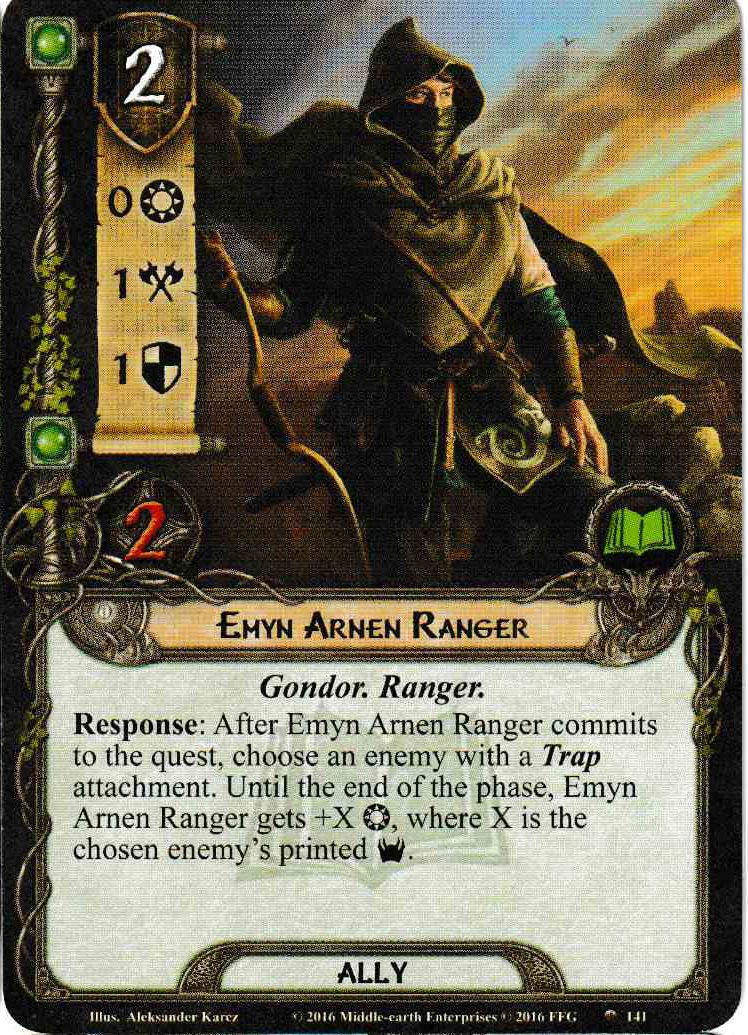 2
0
1
1
2
Emyn Arnen Ranger
Gondor. Ranger.
Response: After Emyn Arnen Ranger commits
to the quest, choose an enemy with a Trap
attachment. Until the end of the phase, Emyn
Arnen Ranger gets +X , where X is the
chosen enemy's printed .
ALLY
Illus. Aleksander Karcz © 2016 Middle-earth Enterprises © 2016 FFG 141